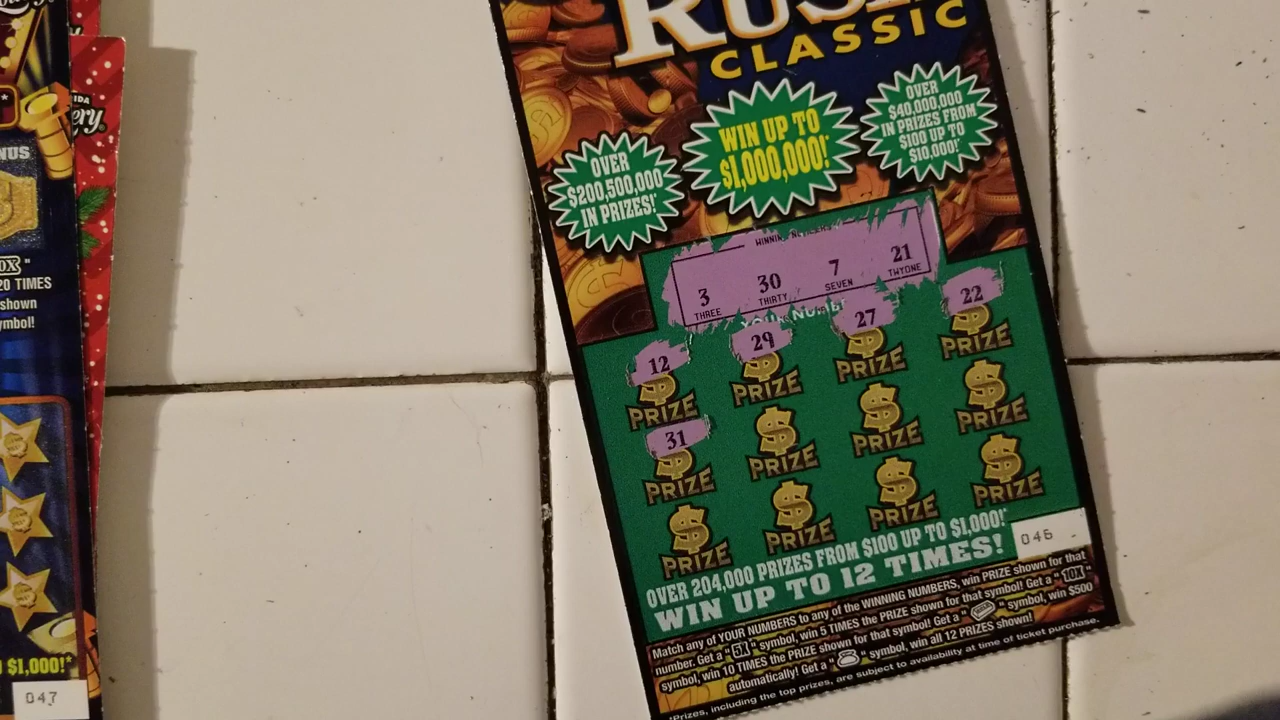 RUSH
CLASSIC
OVER
$200,500,000
IN PRIZES!*
WIN UP TO
$1,000,000!*
OVER
$40,000,000
IN PRIZES FROM
$100 UP TO
$10,000!*
3
THREE
30
THIRTY
7
SEVEN
21
TWYONE
12
29
27
22
PRIZE
PRIZE
PRIZE
PRIZE
31
PRIZE
PRIZE
PRIZE
PRIZE
PRIZE
PRIZE
PRIZE
PRIZE
OVER 204,000 PRIZES FROM $100 UP TO $1,000!*
WIN UP TO 12 TIMES!
046
Match any of YOUR NUMBERS to any of the WINNING NUMBERS, win PRIZE shown for that
number. Get a "5X" symbol, win 5 TIMES the PRIZE shown for that symbol! Get a "10X"
symbol, win 10 TIMES the PRIZE shown for that symbol! Get a " " symbol, win $500
automatically! Get a " " symbol, win all 12 PRIZES shown!
*Prizes, including the top prizes, are subject to availability at time of ticket purchase.
20 TIMES
shown
$1,000!*
047